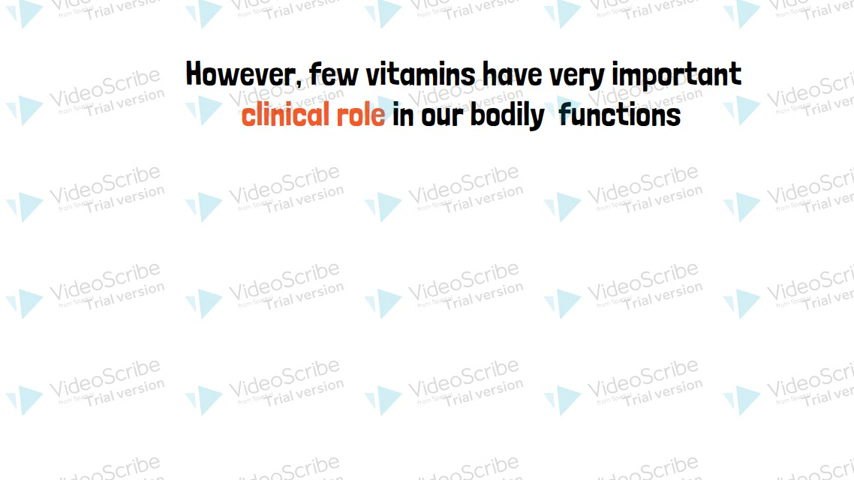 However, few vitamins have very important
clinical role in our bodily functions
VideoScribe
Trial version